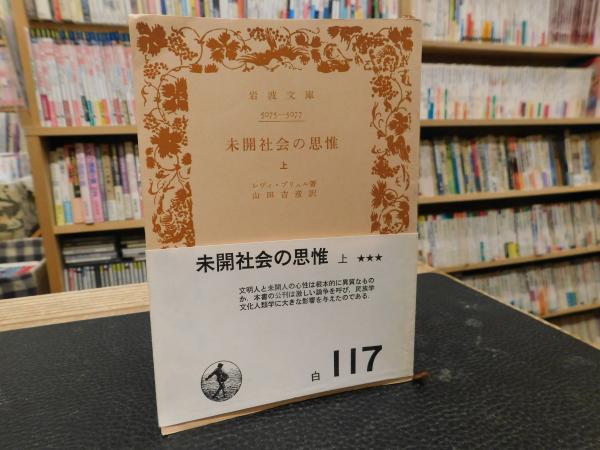 岩波文庫
5075—5077
未開社会の思惟
上
レヴィ・ブリュル著
山田吉彦訳
未開社会の思惟 上 ★★★
文明人と未開人の心性は根本的に異質なもの
か.本書の公刊は激しい論争を呼び,民族学
文化人類学に大きな影響を与えたのである.
白 117